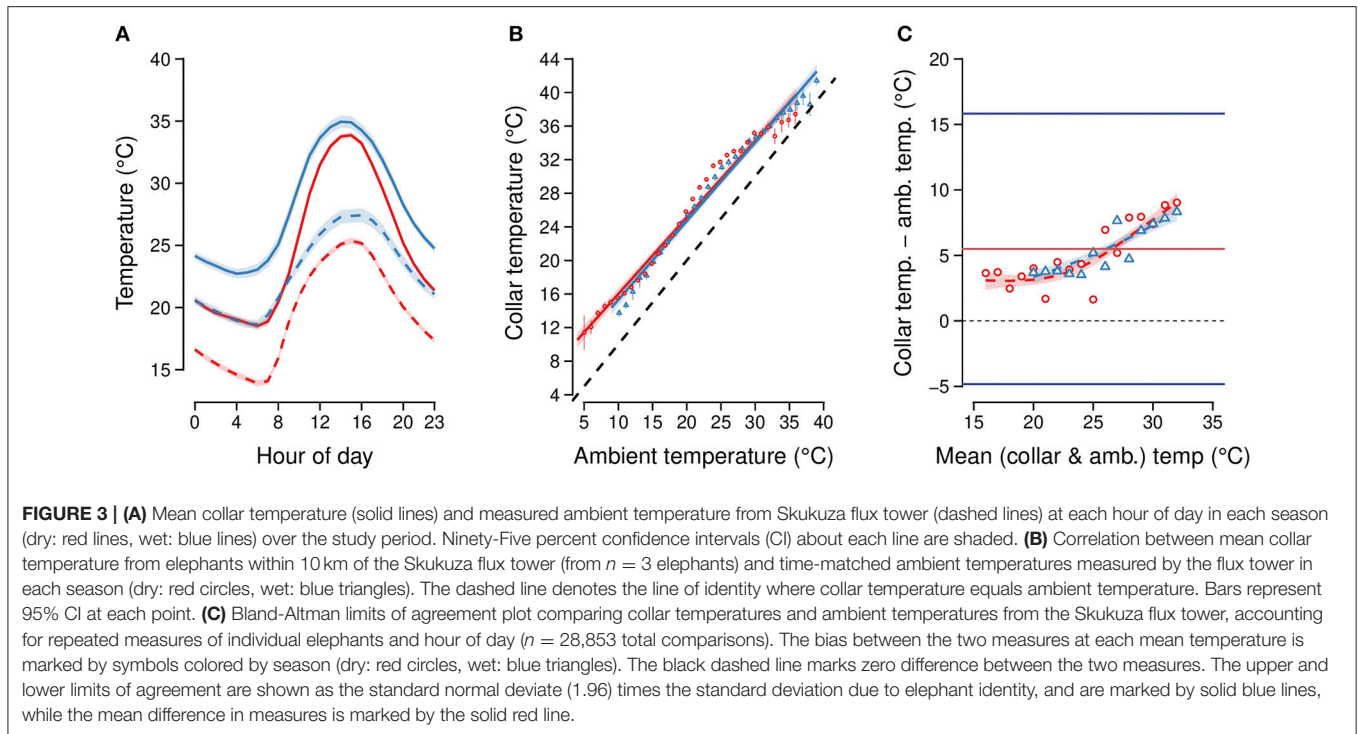 A
B
C
40
35
30
25
20
15
Temperature (°C)
0
4
8
12
16
20
23
Hour of day
44
40
36
32
28
24
20
16
12
8
4
Collar temperature (°C)
5
10
15
20
25
30
35
40
Ambient temperature (°C)
20
15
10
5
0
−5
Collar temp. − amb. temp. (°C)
15
20
25
30
35
Mean (collar & amb.) temp (°C)
FIGURE 3 | (A) Mean collar temperature (solid lines) and measured ambient temperature from Skukuza flux tower (dashed lines) at each hour of day in each season
(dry: red lines, wet: blue lines) over the study period. Ninety-Five percent confidence intervals (CI) about each line are shaded. (B) Correlation between mean collar
temperature from elephants within 10 km of the Skukuza flux tower (from n = 3 elephants) and time-matched ambient temperatures measured by the flux tower in
each season (dry: red circles, wet: blue triangles). The dashed line denotes the line of identity where collar temperature equals ambient temperature. Bars represent
95% CI at each point. (C) Bland-Altman limits of agreement plot comparing collar temperatures and ambient temperatures from the Skukuza flux tower, accounting
for repeated measures of individual elephants and hour of day (n = 28,853 total comparisons). The bias between the two measures at each mean temperature is
marked by symbols colored by season (dry: red circles, wet: blue triangles). The black dashed line marks zero difference between the two measures. The upper and
lower limits of agreement are shown as the standard normal deviate (1.96) times the standard deviation due to elephant identity, and are marked by solid blue lines,
while the mean difference in measures is marked by the solid red line.